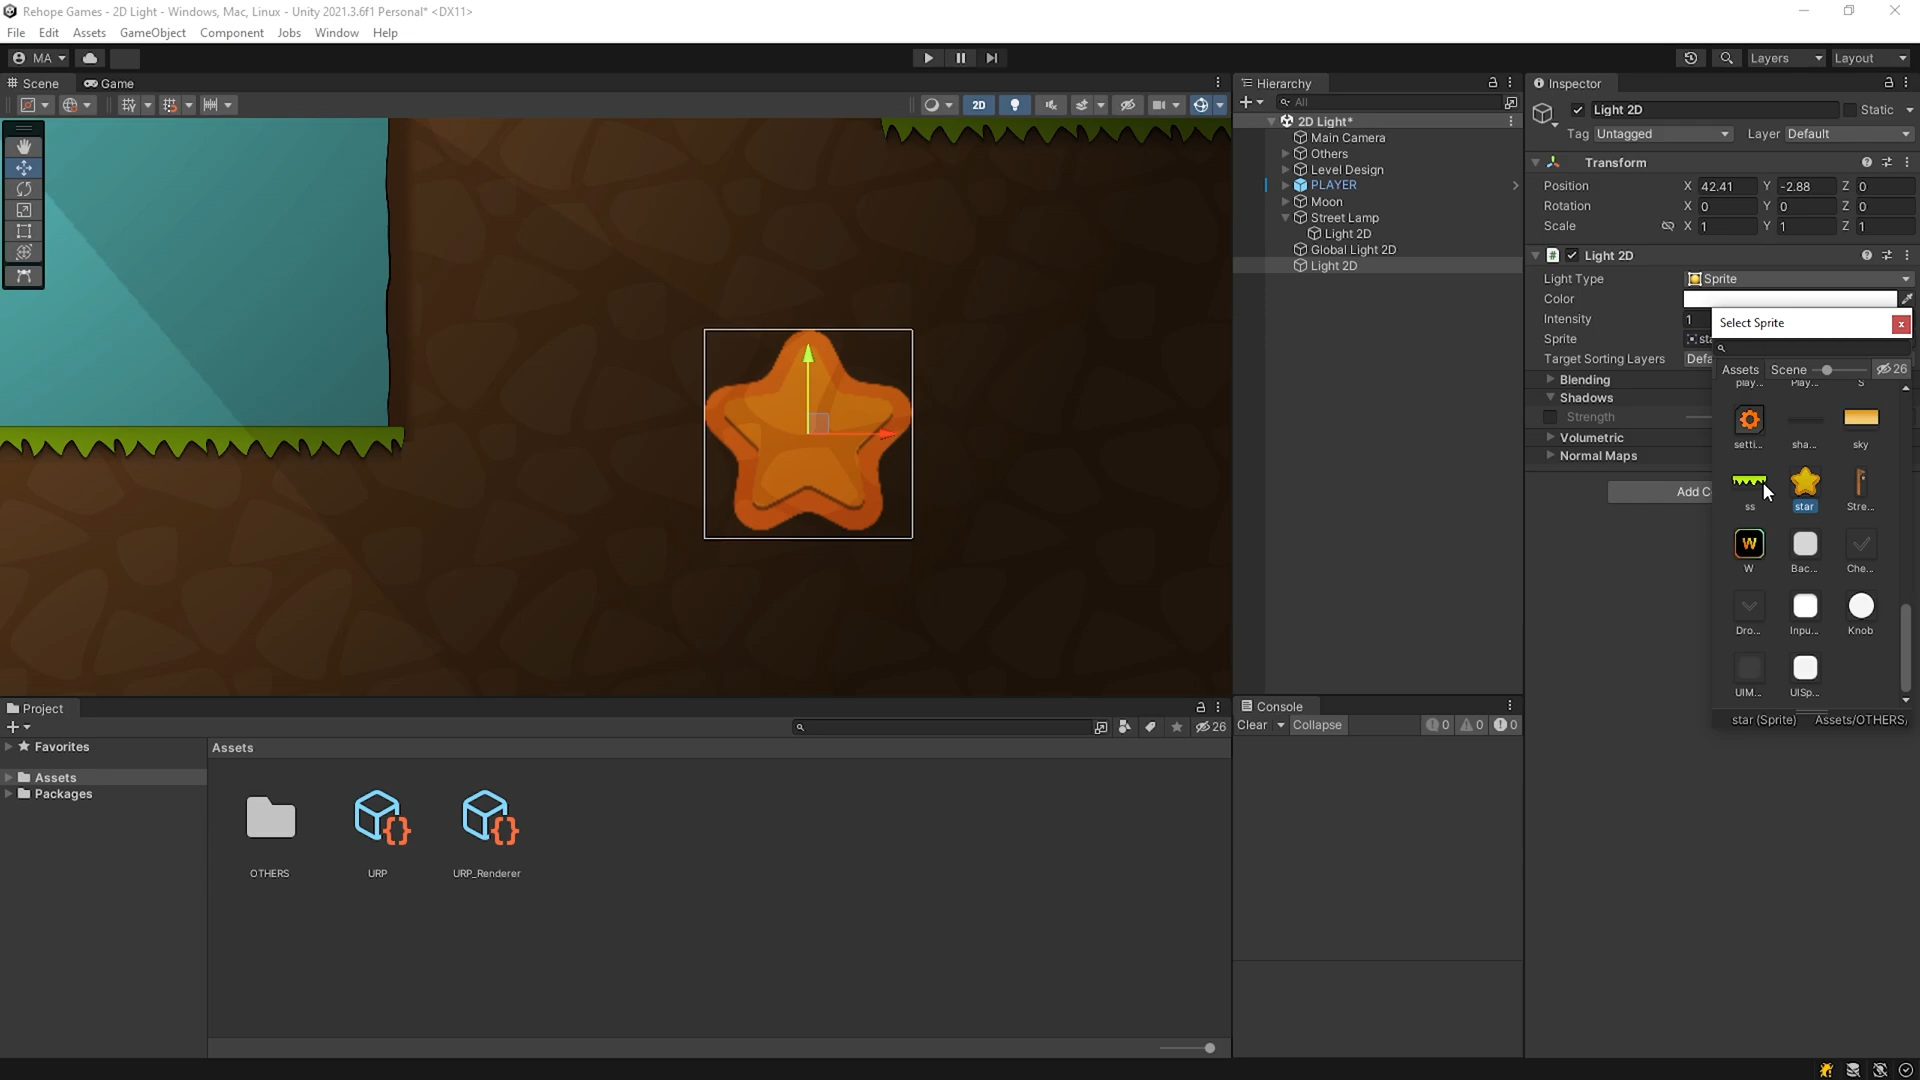 Rehope Games - 2D Light - Windows, Mac, Linux - Unity 2021.3.6f1 Personal* <DX11>
File Edit Assets GameObject Component Jobs Window Help
MA Layers Layout
Scene Game
2D
Hierarchy
All
2D Light*
Main Camera
Others
Level Design
PLAYER
Moon
Street Lamp
Light 2D
Global Light 2D
Light 2D
Inspector
Light 2D Static
Tag Untagged Layer Default
Transform
Position X 42.41 Y -2.88 Z 0
Rotation X 0 Y 0 Z 0
Scale X 1 Y 1 Z 1
Light 2D
Light Type Sprite
Color
Intensity 1
Sprite
Target Sorting Layers
Blending
Shadows
Strength
Volumetric
Normal Maps
Select Sprite
Assets Scene 26
play... Play... S
setti... sha... sky
ss star Stre...
W
W Bac... Che...
Dro... Inpu... Knob
UIM... UISp...
star (Sprite) Assets/OTHERS
Project
26
Favorites
Assets
Packages
Assets
OTHERS URP URP_Renderer
Console
Clear Collapse 0 0 0